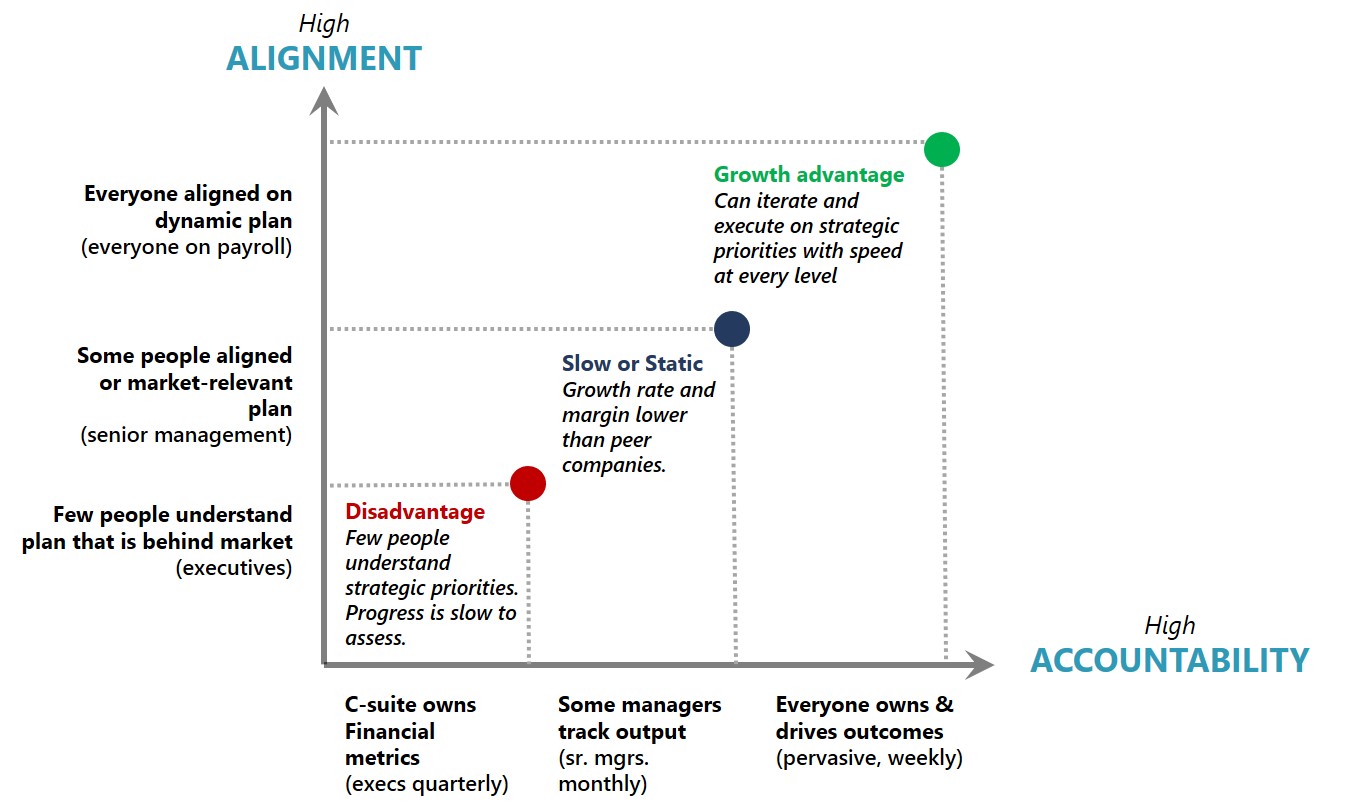 High
ALIGNMENT
Everyone aligned on
dynamic plan
(everyone on payroll)
Growth advantage
Can iterate and
execute on strategic
priorities with speed
at every level
Some people aligned
or market-relevant
plan
(senior management)
Slow or Static
Growth rate and
margin lower
than peer
companies.
Few people understand
plan that is behind market
(executives)
Disadvantage
Few people
understand
strategic priorities.
Progress is slow to
assess.
High
ACCOUNTABILITY
C-suite owns
Financial
metrics
(execs quarterly)
Some managers
track output
(sr. mgrs.
monthly)
Everyone owns &
drives outcomes
(pervasive, weekly)